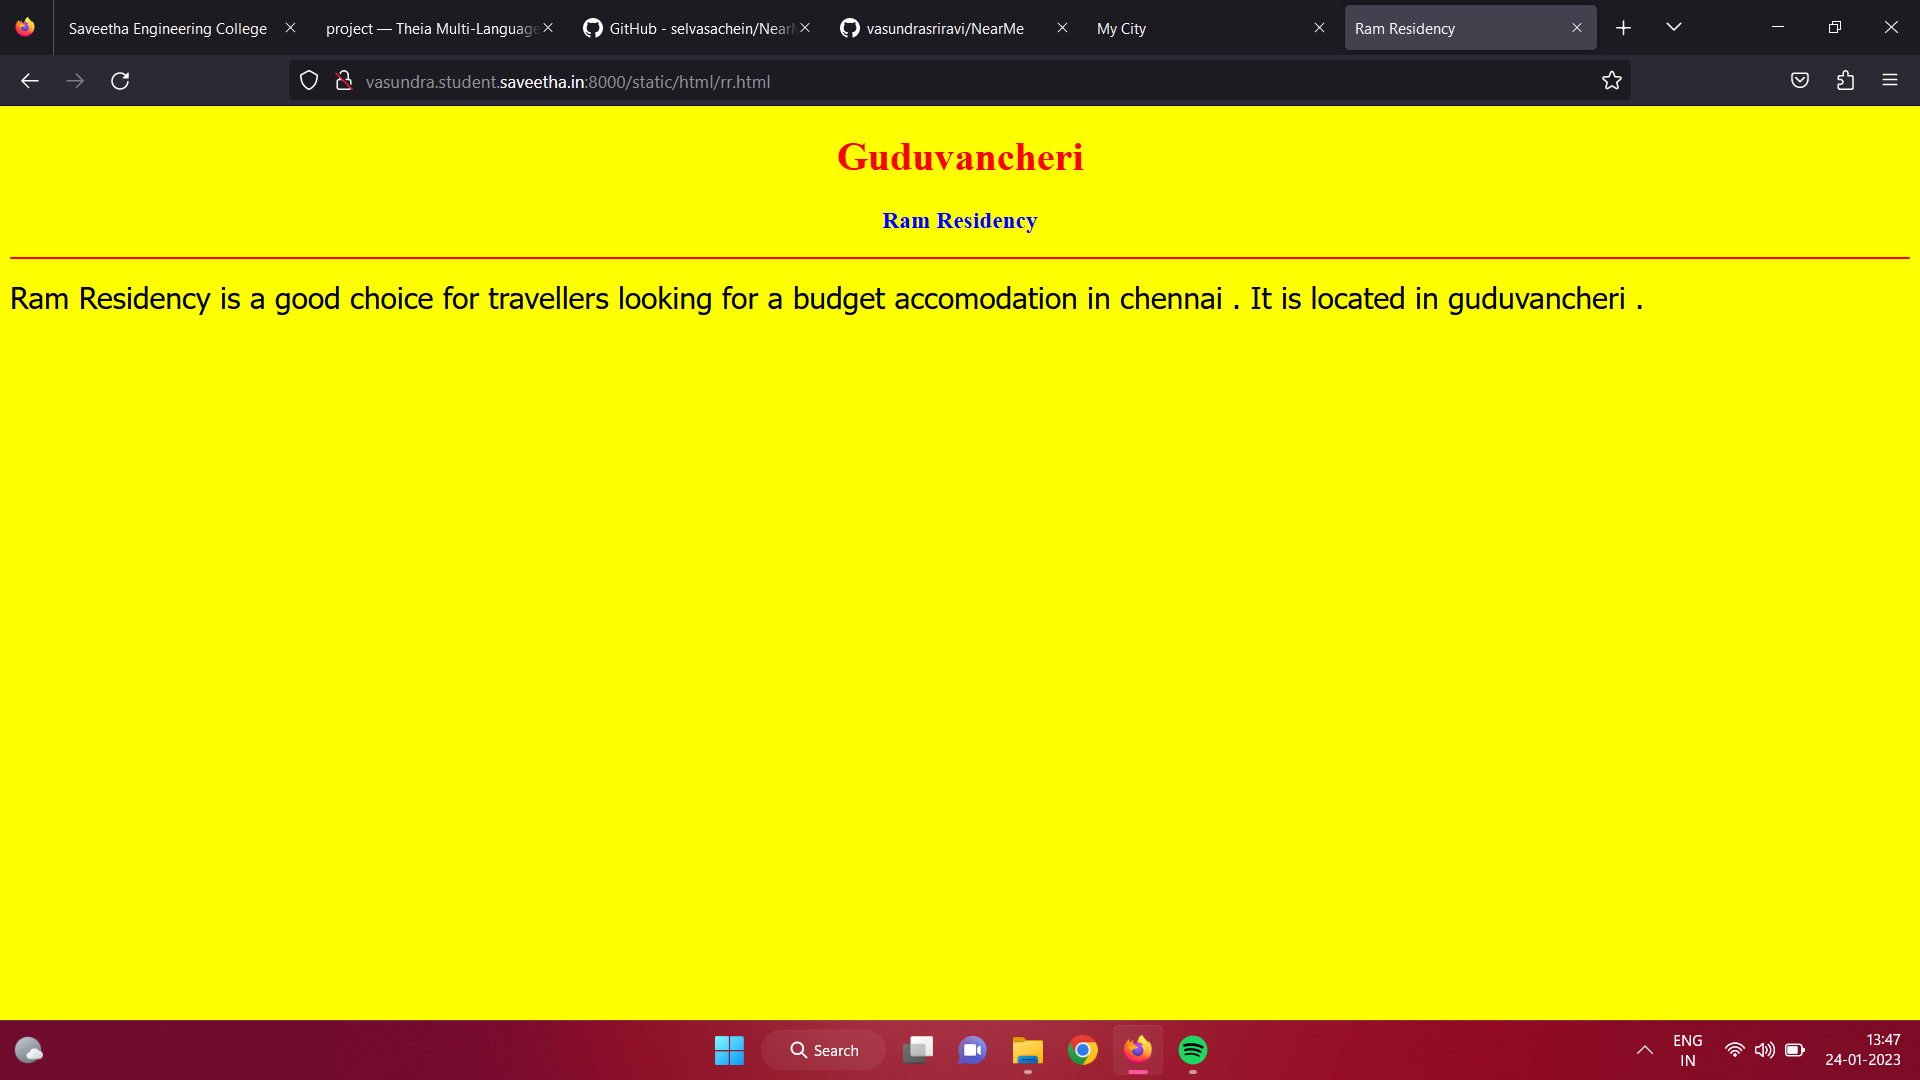 Saveetha Engineering College
project — Theia Multi-Language
GitHub - selvasachein/Near
vasundrasriravi/NearMe
My City
Ram Residency
vasundra.student.saveetha.in:8000/static/html/rr.html
Guduvancheri
Ram Residency
Ram Residency is a good choice for travellers looking for a budget accomodation in chennai . It is located in guduvancheri .
Search
ENG
IN
13:47
24-01-2023